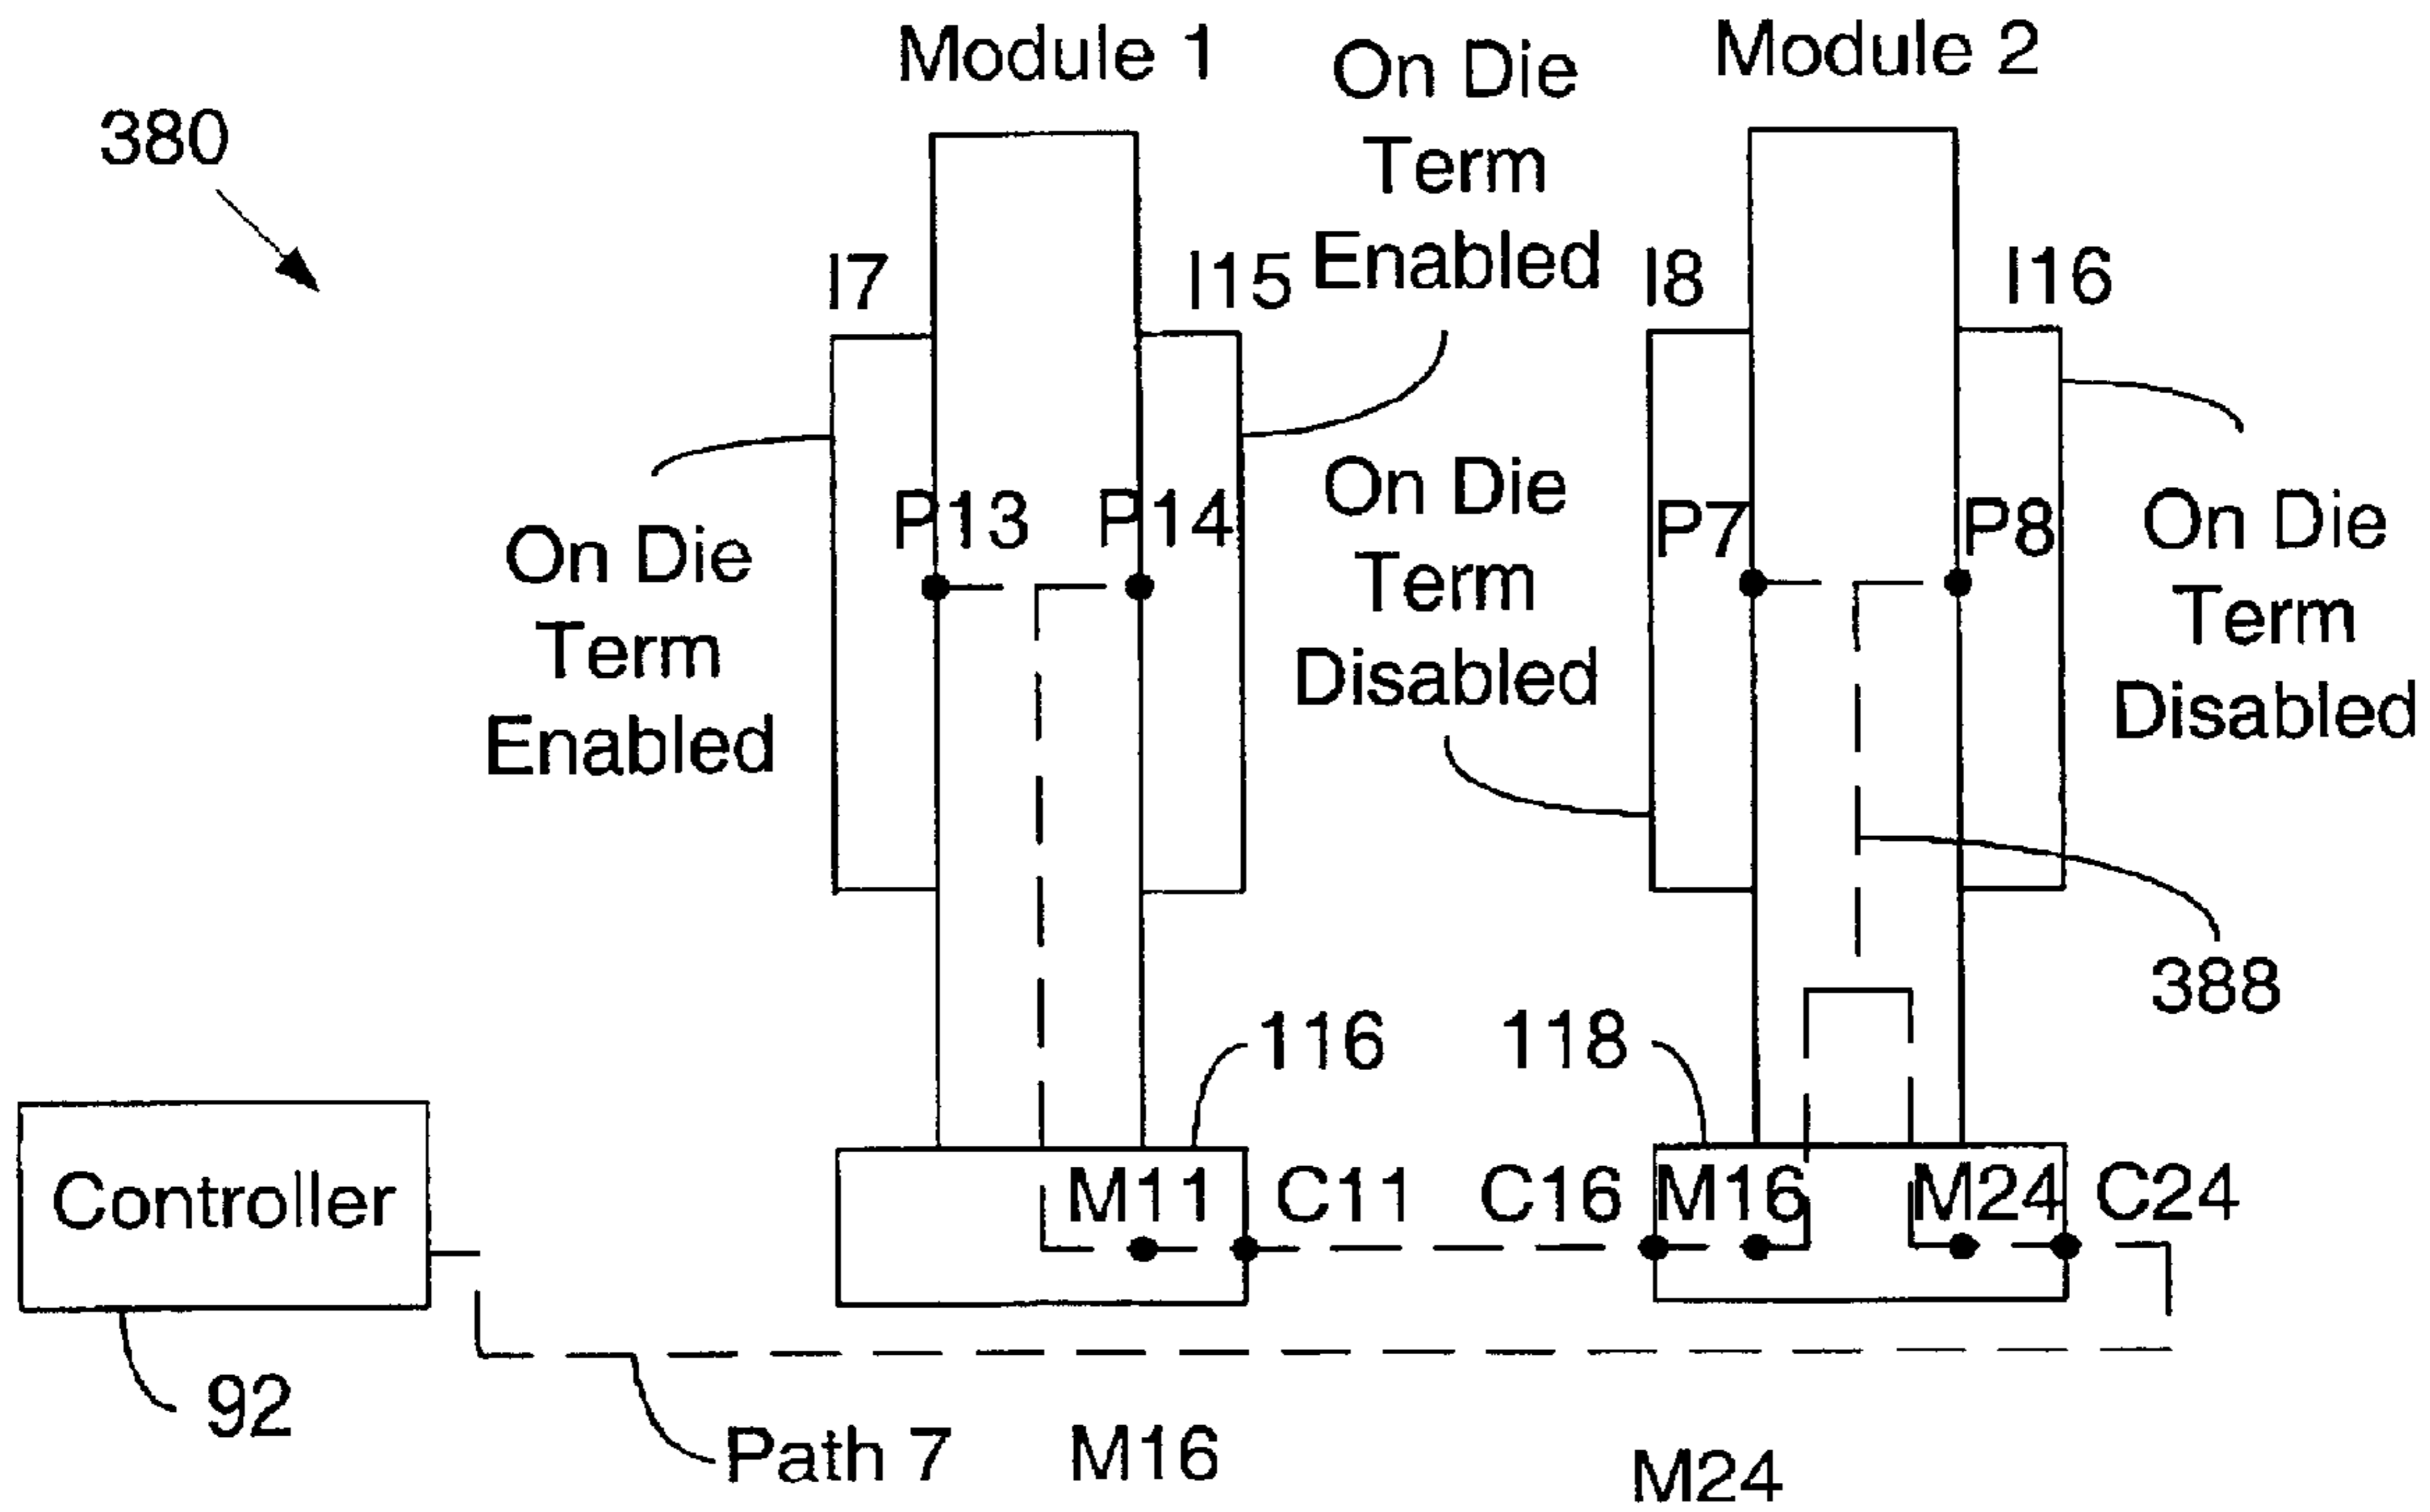 Module 1
Module 2
On Die
Term
Enabled
380
I7
I15
I8
I16
P13
P14
On Die
Term
Disabled
P7
P8
On Die
Term
Disabled
On Die
Term
Enabled
388
116
118
Controller
M11
C11
C16
M16
M24
C24
92
Path 7
M16
M24